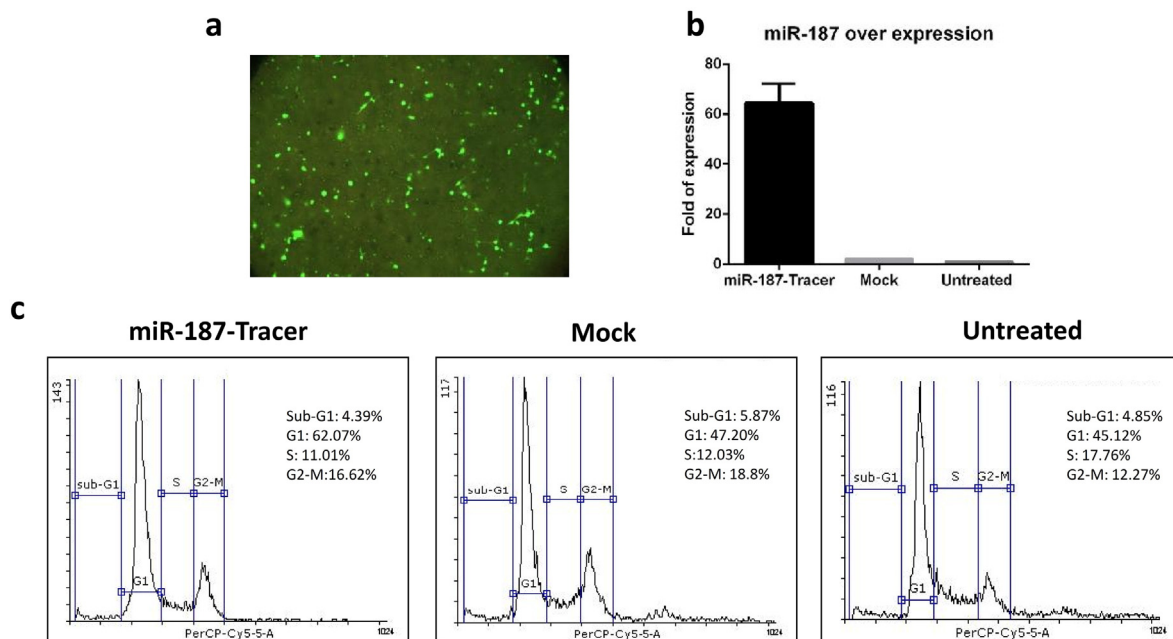 a
b
miR-187 over expression
80
60
40
20
0
Fold of expression
miR-187-Tracer
Mock
Untreated
c
miR-187-Tracer
143
Sub-G1: 4.39%
G1: 62.07%
S: 11.01%
G2-M:16.62%
sub-G1
S
G2-M
G1
PerCP-Cy5-5-A
1024
Mock
117
Sub-G1: 5.87%
G1: 47.20%
S:12.03%
G2-M: 18.8%
sub-G1
S
G2-M
G1
PerCP-Cy5-5-A
1024
Untreated
116
Sub-G1: 4.85%
G1: 45.12%
S: 17.76%
G2-M: 12.27%
sub-G1
S
G2-M
G1
PerCP-Cy5-5-A
1024